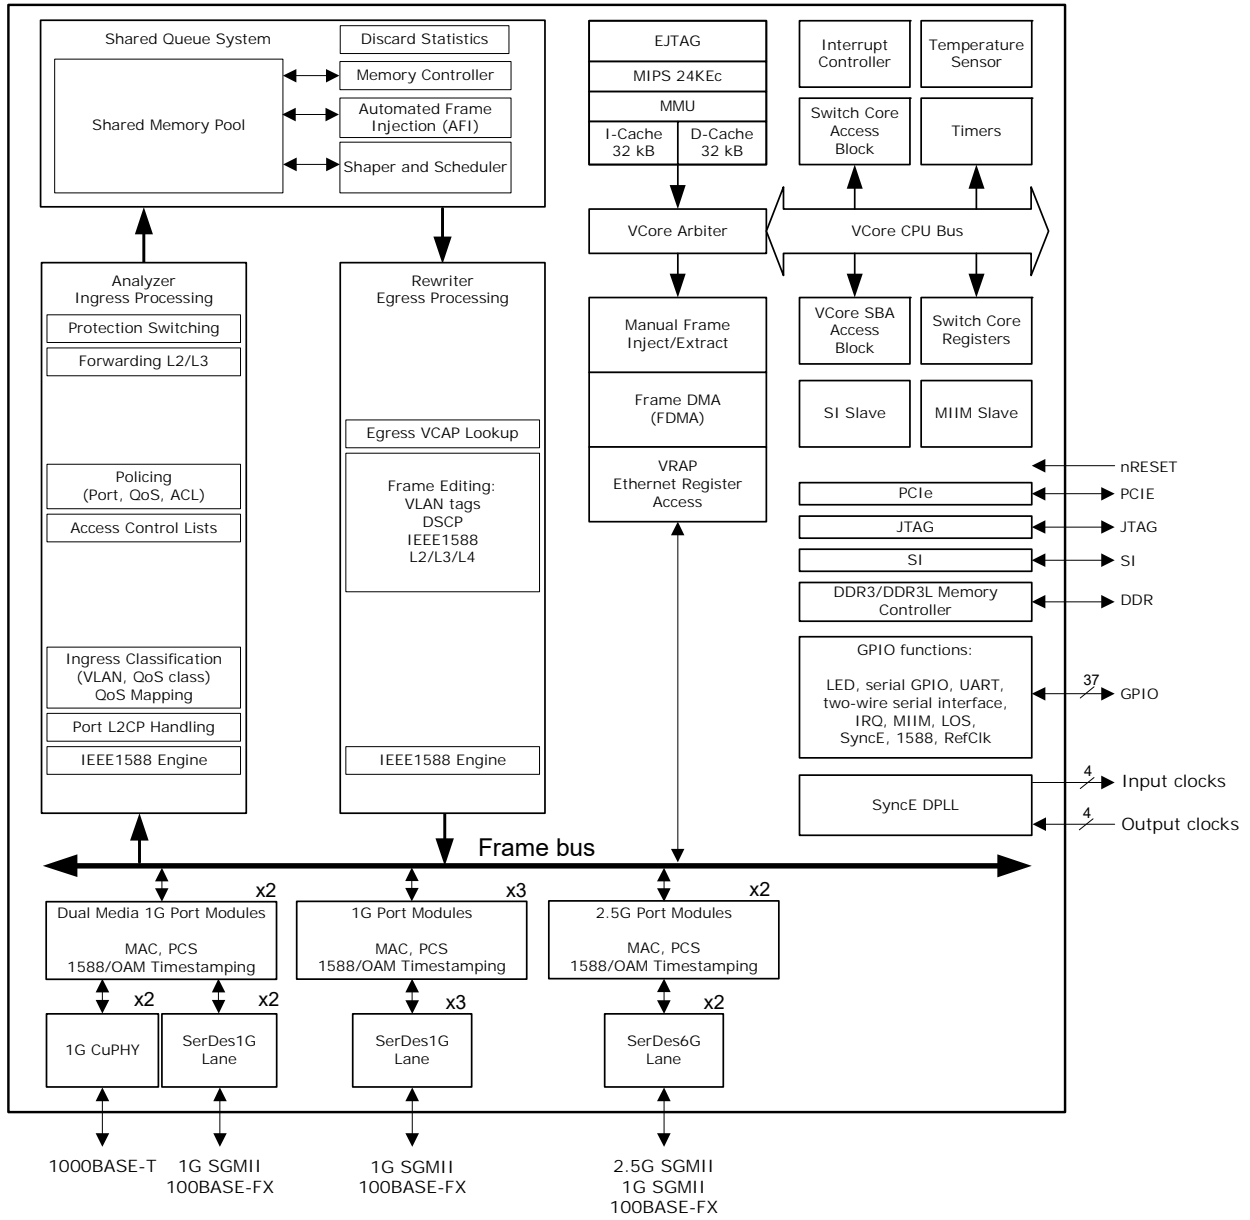 Shared Queue System
Shared Memory Pool
Discard Statistics
Memory Controller
Automated Frame
Injection (AFI)
Shaper and Scheduler
EJTAG
MIPS 24KEc
MMU
I-Cache
32 kB
D-Cache
32 kB
Interrupt
Controller
Temperature
Sensor
Switch Core
Access
Block
Timers
VCore Arbiter
VCore CPU Bus
Analyzer
Ingress Processing
Protection Switching
Forwarding L2/L3
Policing
(Port, QoS, ACL)
Access Control Lists
Ingress Classification
(VLAN, QoS class)
QoS Mapping
Port L2CP Handling
IEEE1588 Engine
Rewriter
Egress Processing
Egress VCAP Lookup
Frame Editing:
VLAN tags
DSCP
IEEE1588
L2/L3/L4
IEEE1588 Engine
Manual Frame
Inject/Extract
Frame DMA
(FDMA)
VRAP
Ethernet Register
Access
VCore SBA
Access
Block
Switch Core
Registers
SI Slave
MIIM Slave
nRESET
PCIe
PCIE
JTAG
JTAG
SI
SI
DDR3/DDR3L Memory
Controller
DDR
GPIO functions:
LED, serial GPIO, UART,
two-wire serial interface,
IRQ, MIIM, LOS,
SyncE, 1588, RefClk
37
GPIO
SyncE DPLL
4
Input clocks
4
Output clocks
Frame bus
x2
Dual Media 1G Port Modules
MAC, PCS
1588/OAM Timestamping
x3
1G Port Modules
MAC, PCS
1588/OAM Timestamping
x2
2.5G Port Modules
MAC, PCS
1588/OAM Timestamping
x2
1G CuPHY
x2
SerDes1G
Lane
x3
SerDes1G
Lane
x2
SerDes6G
Lane
1000BASE-T
1G SGMII
100BASE-FX
1G SGMII
100BASE-FX
2.5G SGMII
1G SGMII
100BASE-FX